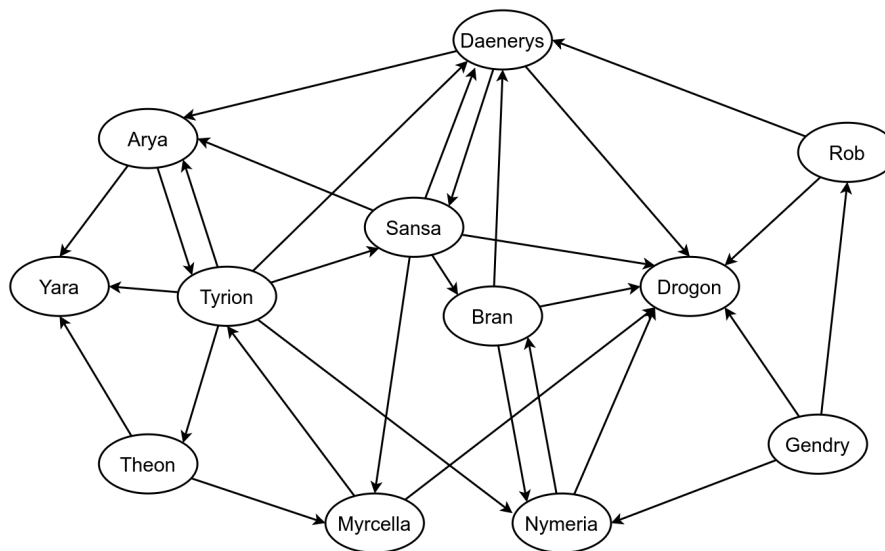 Daenerys
Arya
Rob
Sansa
Yara
Tyrion
Bran
Drogon
Theon
Gendry
Myrcella
Nymeria